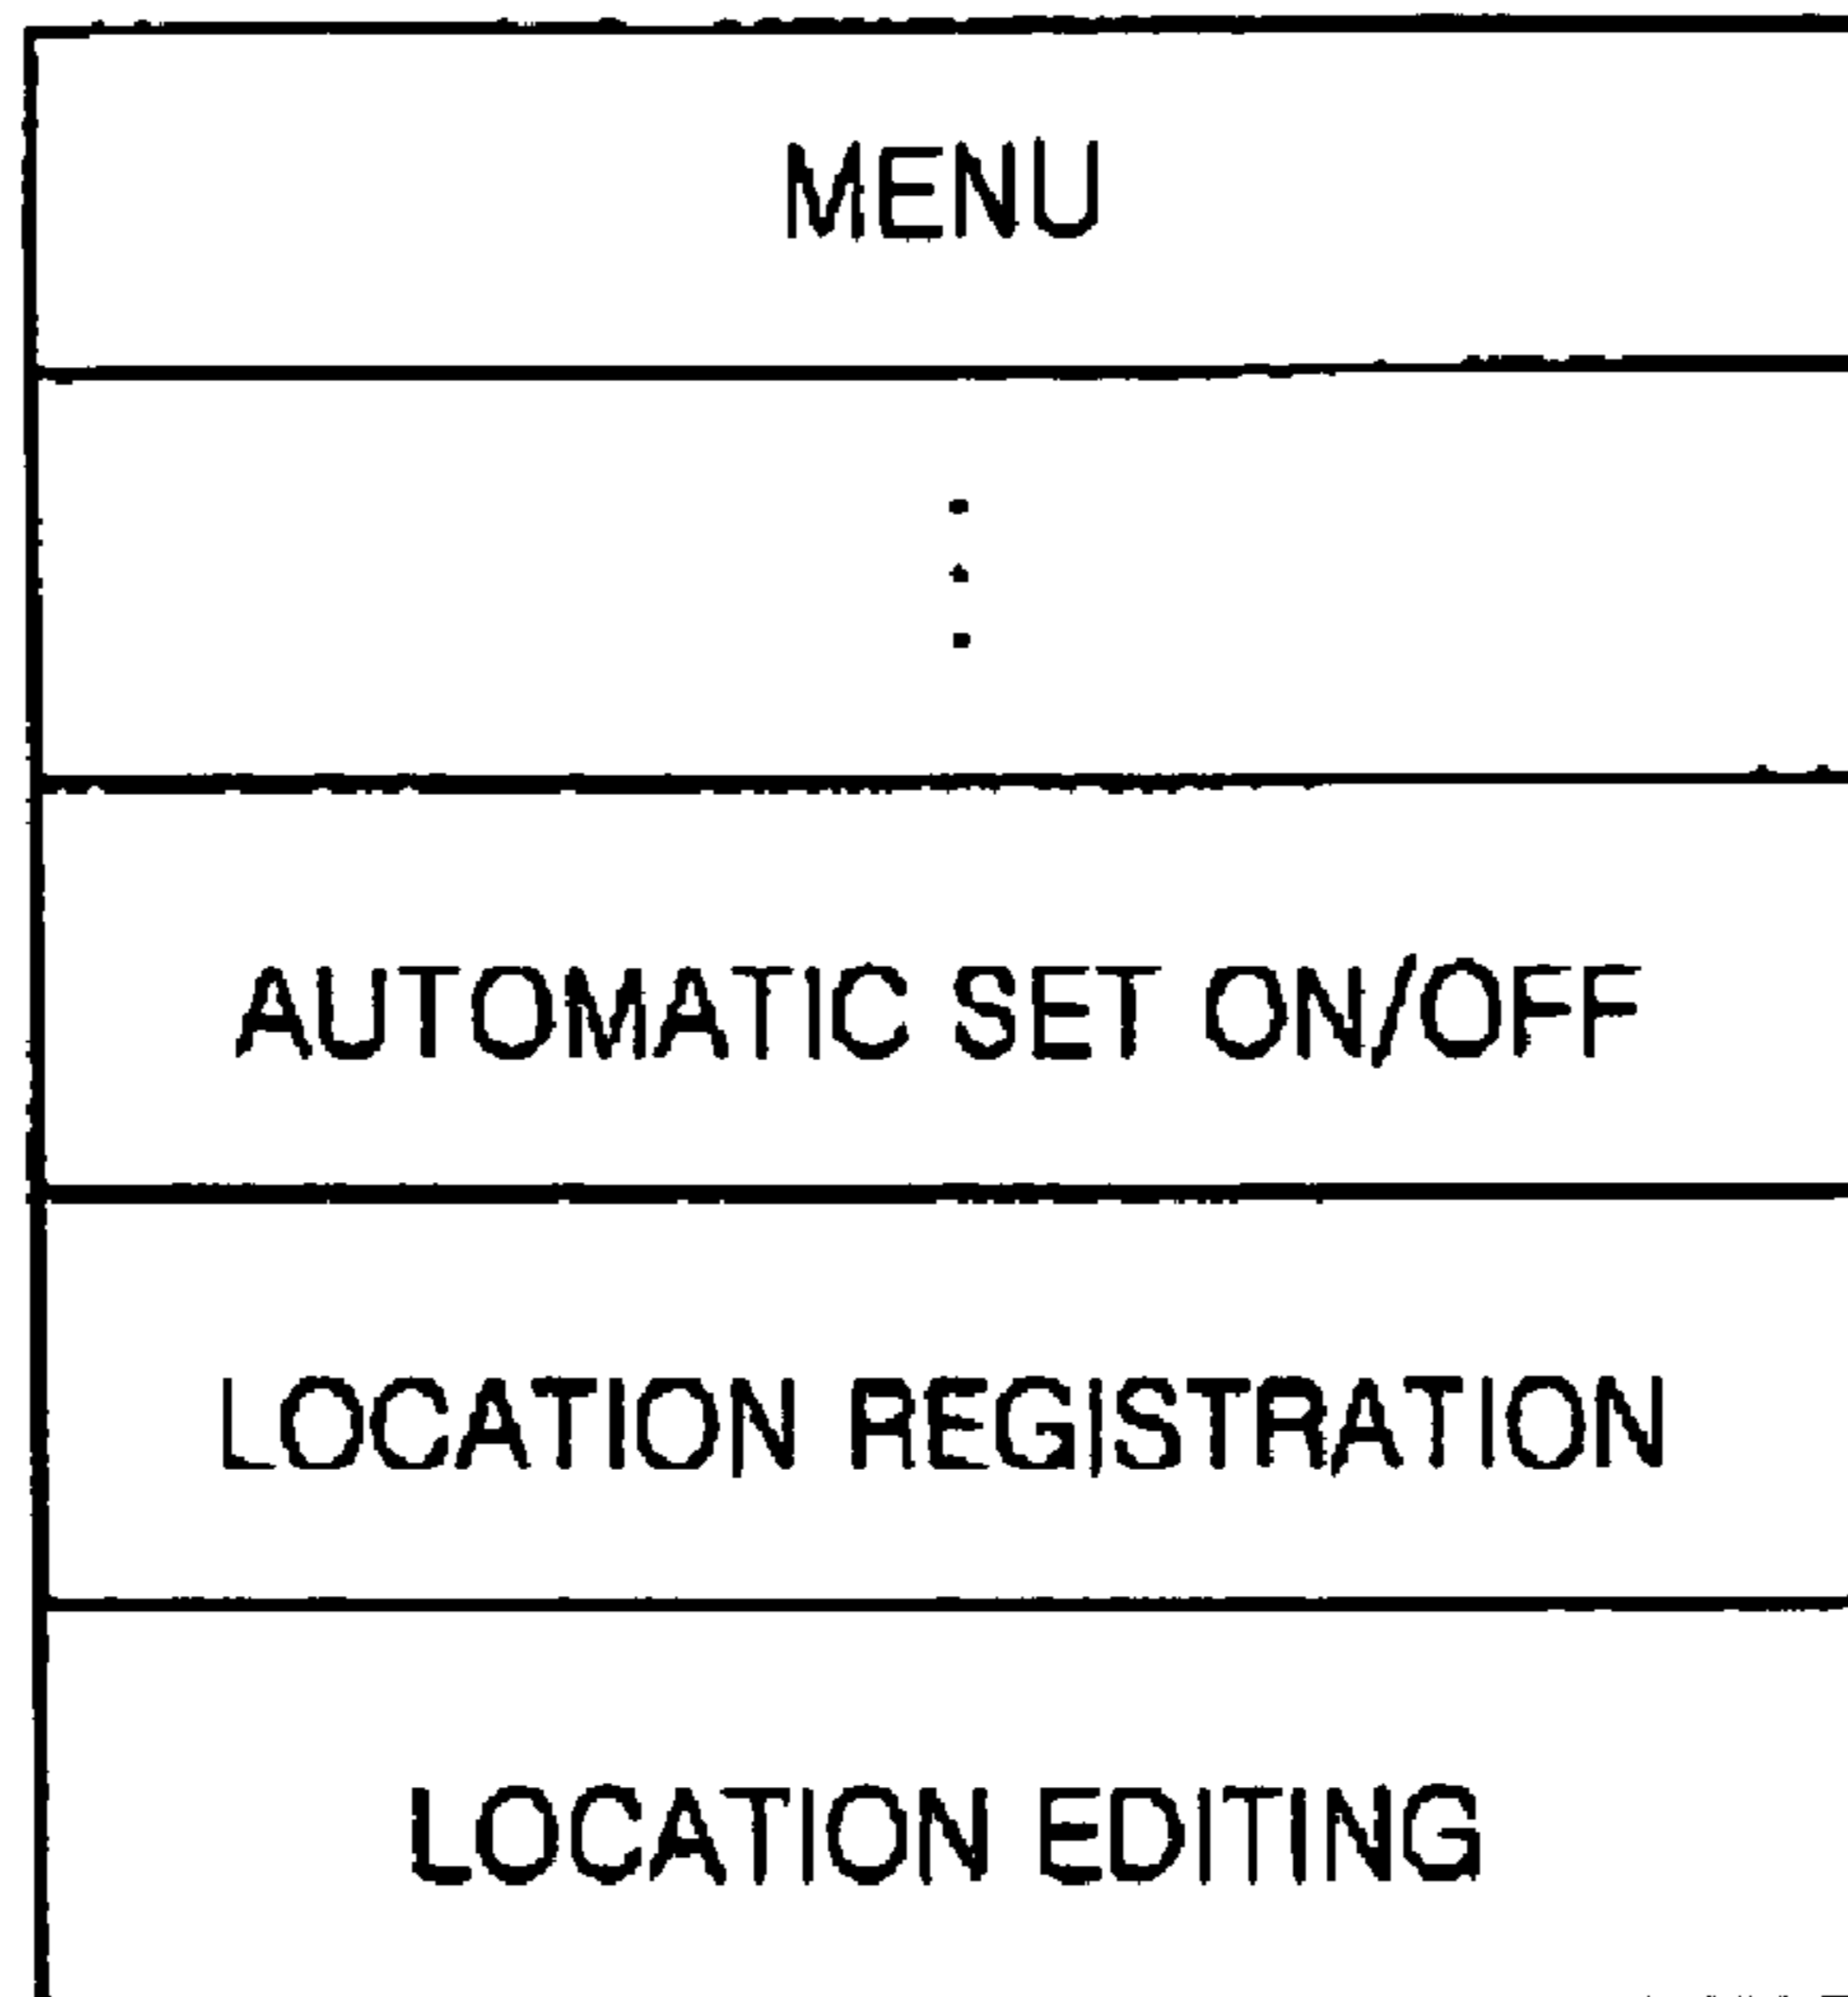 MENU
⋮
AUTOMATIC SET ON/OFF
LOCATION REGISTRATION
LOCATION EDITING